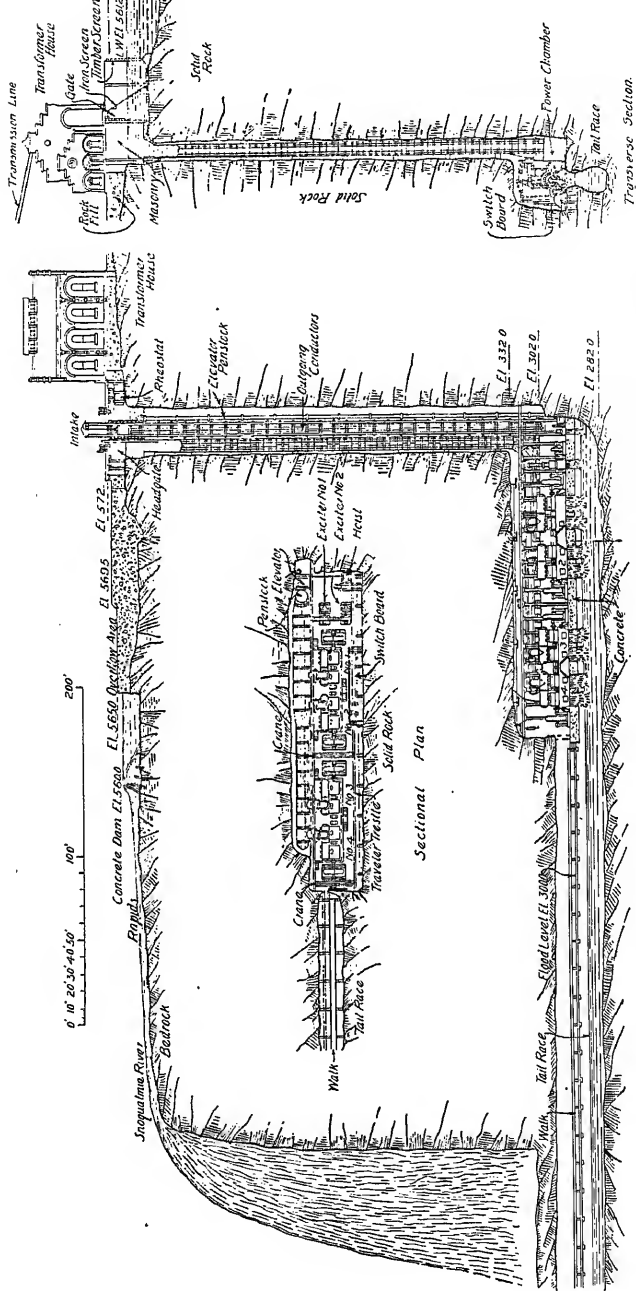 Transmission Line
Transformer
House
Gate
Iron Screen
Timber Screen
Rock
Fill
Masonry
Solid
Rock
Solid Rock
Switch
Board
Tail Race
Transverse Section.
0' 10' 20' 30' 40' 50'
100'
200'
Snoqualmie River
Rapids
Bedrock
Concrete Dam El. 560.0
El. 565.0 Overflow Area
El 569.5
El 572.
Intake
Headgate
Rheostat
Transformer
House
Elevator
Penstock
Outgoing
Conductors
El 332.0
El 302.0
El 282.0
Concrete
Flood Level El. 300.0
Tail Race
Walk
Crane
Crane
Penstock
Elevator
Exciter No 1
Exciter No 2
Hoist
No. 4
No. 3
Traveler Trestle
Switch Board
Solid Rock
Tail Race
Walk
Sectional Plan